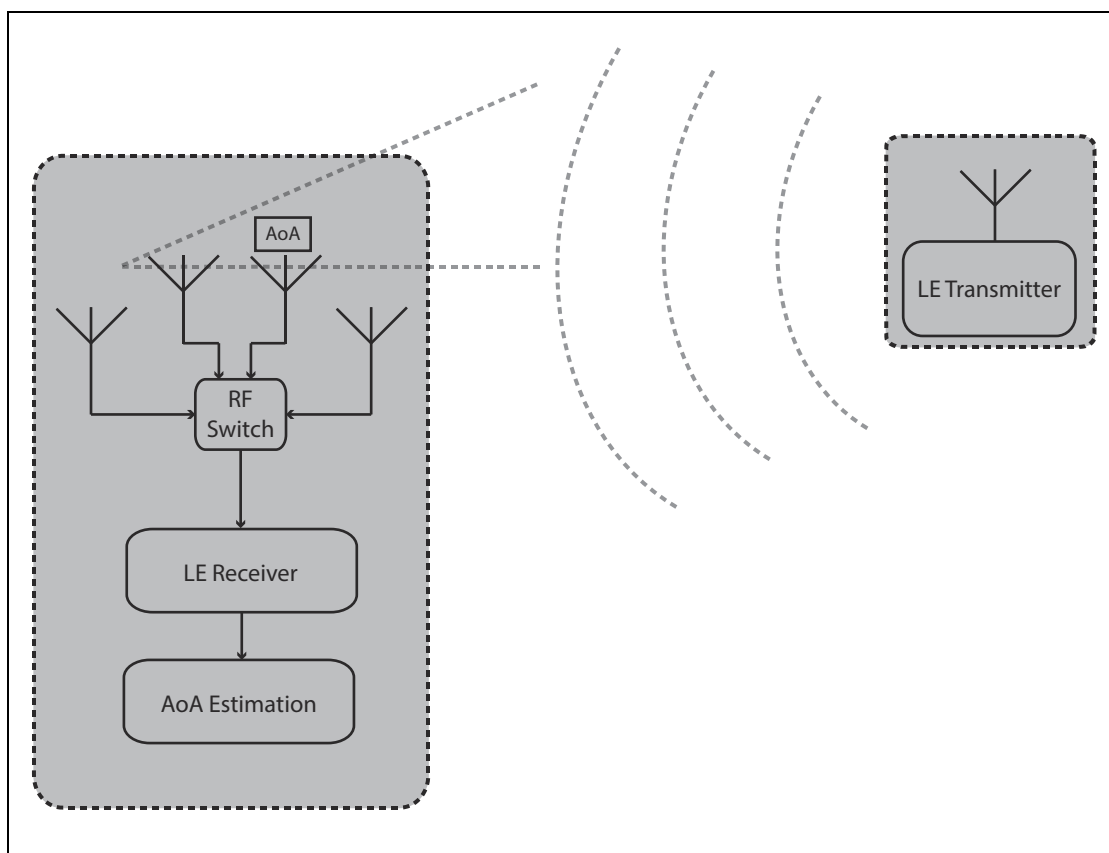 AoA
LE Transmitter
RF
Switch
LE Receiver
AoA Estimation